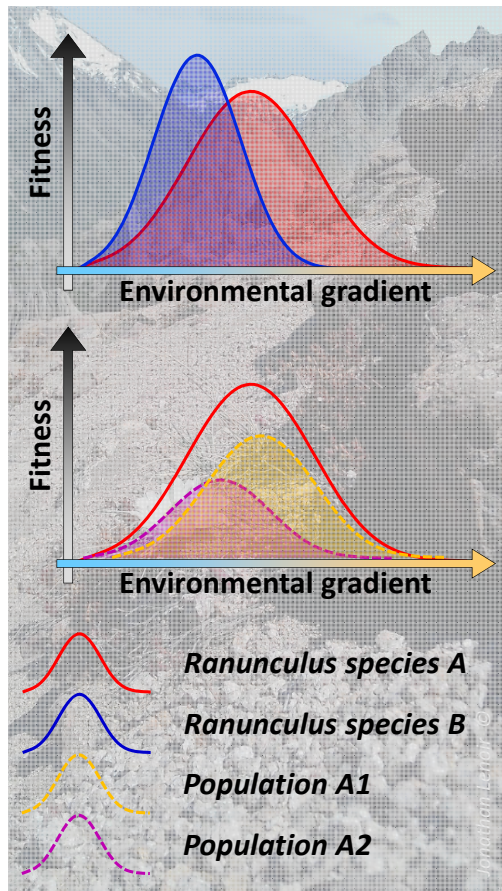 Fitness
Environmental gradient
Fitness
Environmental gradient
Ranunculus species A
Ranunculus species B
Population A1
Population A2